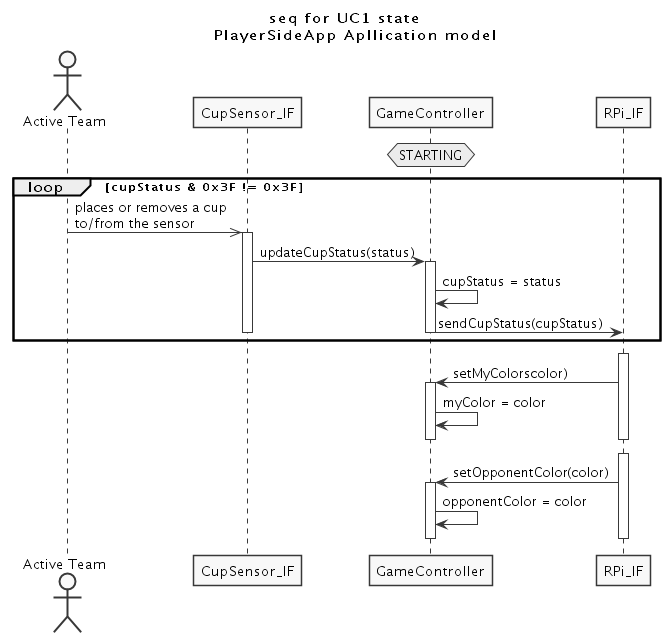 seq for UC1 state
PlayerSideApp Apllication model
Active Team
CupSensor_IF
GameController
RPi_IF
STARTING
loop [cupStatus & 0x3F != 0x3F]
places or removes a cup
to/from the sensor
updateCupStatus(status)
cupStatus = status
sendCupStatus(cupStatus)
setMyColorscolor)
myColor = color
setOpponentColor(color)
opponentColor = color
Active Team
CupSensor_IF
GameController
RPi_IF